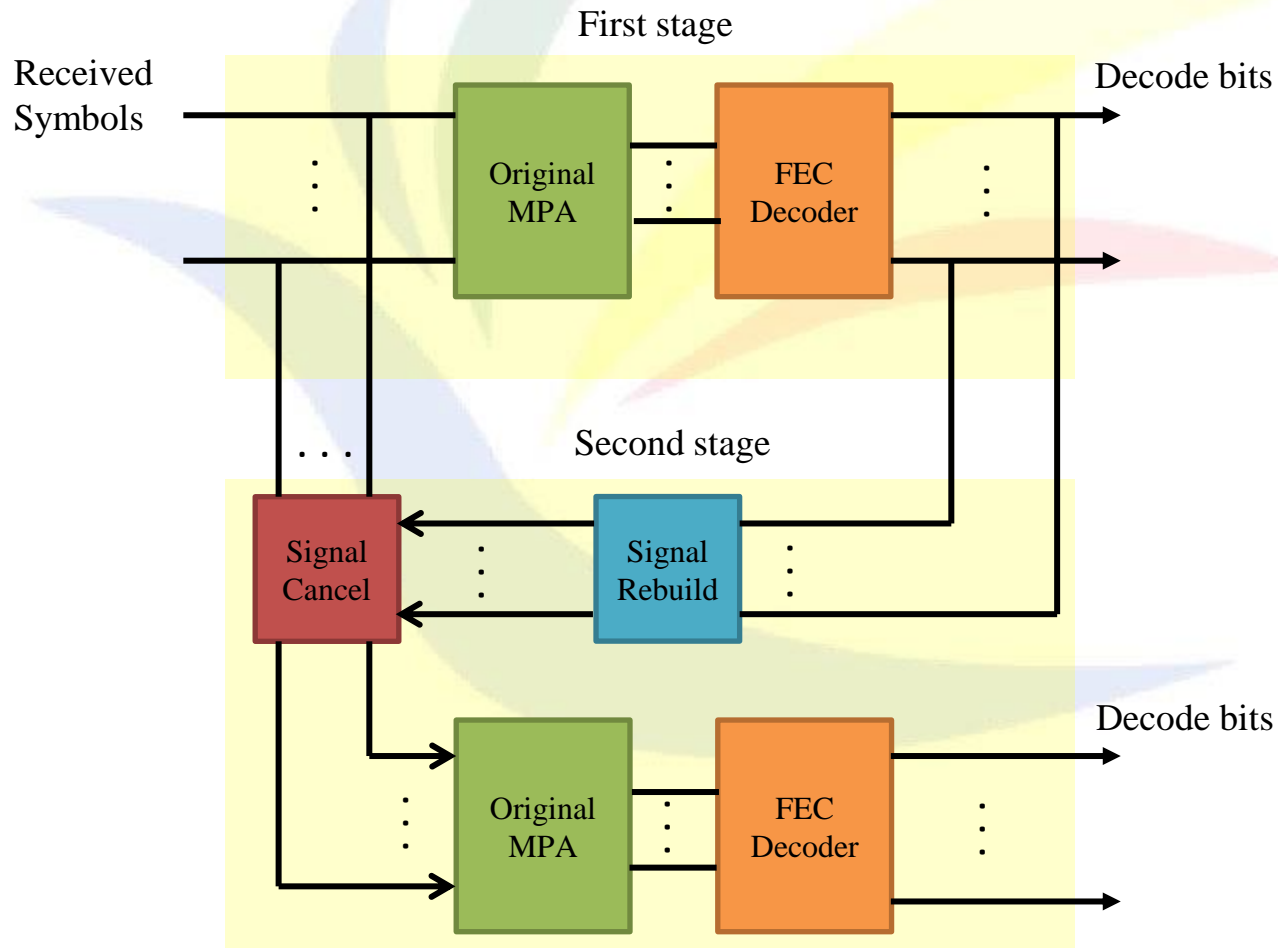 First stage
Received
Symbols
Decode bits
Original
MPA
FEC
Decoder
Second stage
Signal
Cancel
Signal
Rebuild
Decode bits
Original
MPA
FEC
Decoder